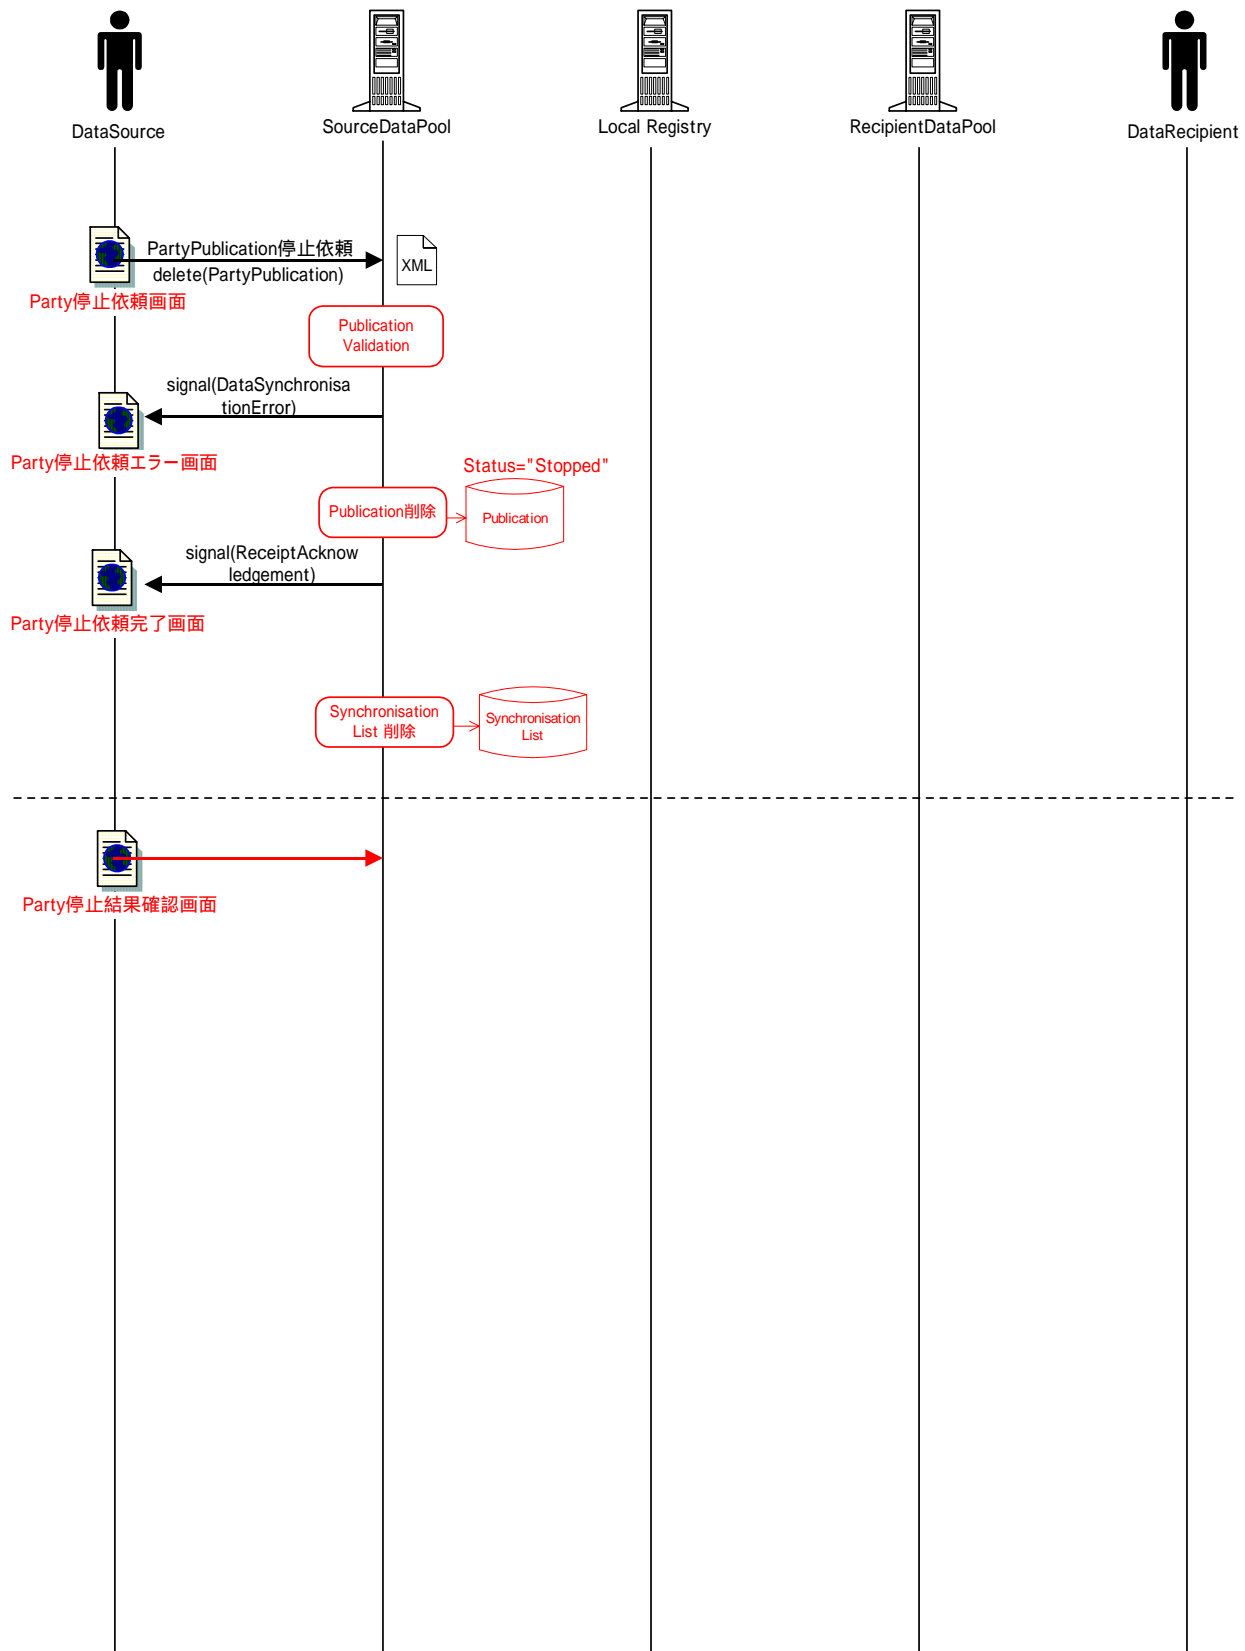 DataSource
SourceDataPool
Local Registry
RecipientDataPool
DataRecipient
PartyPublication停止依頼
delete(PartyPublication)
XML
Party停止依頼画面
Publication
Validation
signal(DataSynchronisa
tionError)
Party停止依頼エラー画面
Status="Stopped"
Publication削除
Publication
signal(ReceiptAcknow
ledgement)
Party停止依頼完了画面
Synchronisation
List 削除
Synchronisation
List
Party停止結果確認画面